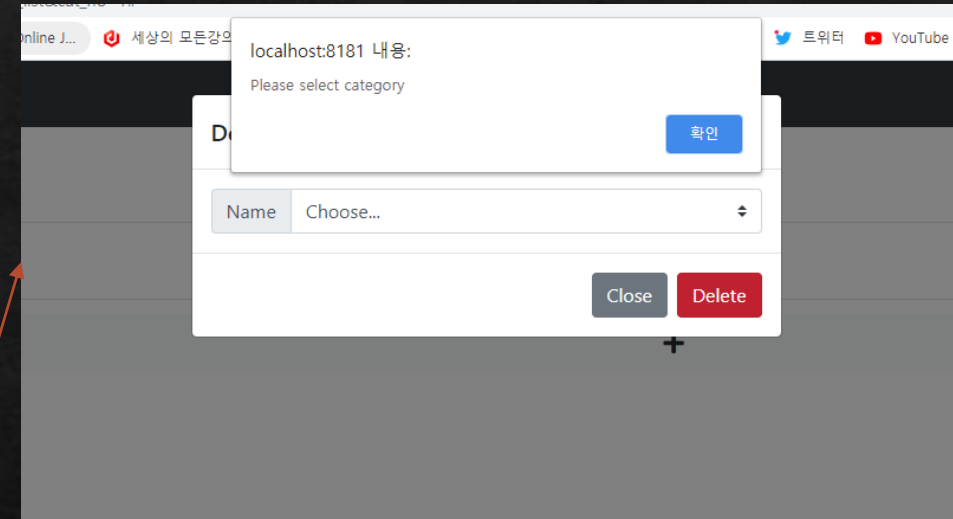 Online J...
세상의 모든강의
트위터
YouTube
localhost:8181 내용:
Please select category
확인
Name
Choose...
Close
Delete